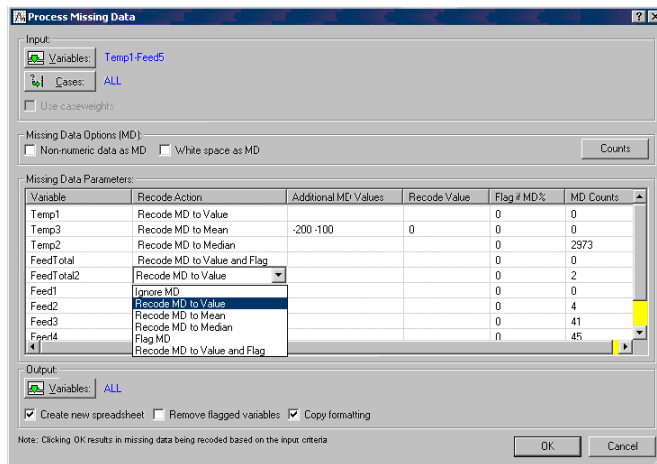 Process Missing Data
Input:
Variables: Temp1-Feed5
Cases: ALL
Use caseweights
Missing Data Options (MD):
Non-numeric data as MD White space as MD Counts
Missing Data Parameters:
Variable Recode Action Additional MD Values Recode Value Flag if MD% MD Counts
Temp1 Recode MD to Value 0 0
Temp3 Recode MD to Mean -200 -100 0 0 0
Temp2 Recode MD to Median 0 2973
FeedTotal Recode MD to Value and Flag 0 0
FeedTotal2 Recode MD to Value 0 2
Feed1 Ignore MD 0 0
Recode MD to Value
Feed2 Recode MD to Mean 0 4
Feed3 Recode MD to Median 0 41
Flag MD
Feed4 Recode MD to Value and Flag 0 45
Output:
Variables: ALL
Create new spreadsheet Remove flagged variables Copy formatting
Note: Clicking OK results in missing data being recoded based on the input criteria
OK Cancel